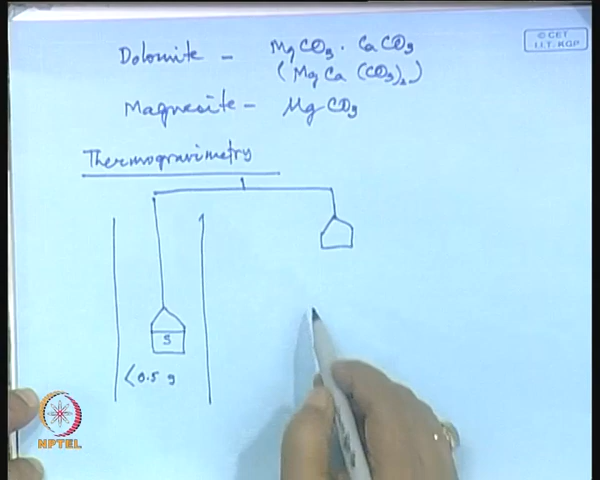 Dolomite – MgCO3 . CaCO3
(MgCa (CO3)2)
Magnesite – MgCO3
Thermogravimetry
S
<0.5 g
© CET
I.I.T. KGP
NPTEL